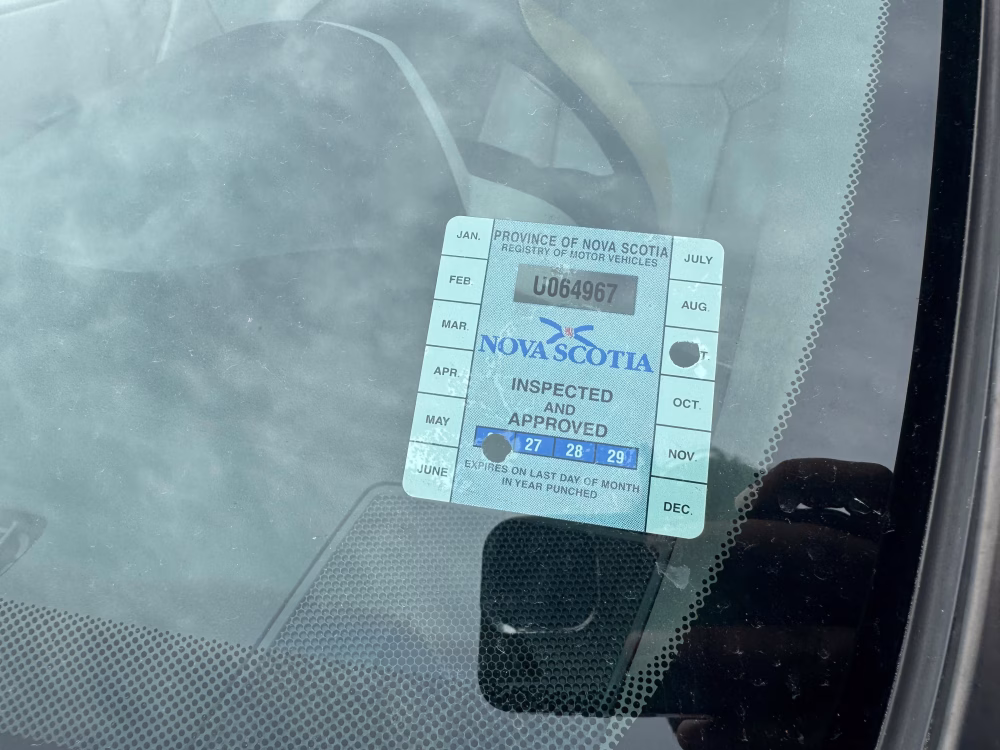 PROVINCE OF NOVA SCOTIA
REGISTRY OF MOTOR VEHICLES
U064967
NOVA SCOTIA
INSPECTED
AND
APPROVED
27 28 29
EXPIRES ON LAST DAY OF MONTH
IN YEAR PUNCHED
JAN.
FEB.
MAR.
APR.
MAY
JUNE
JULY
AUG.
T.
OCT.
NOV.
DEC.